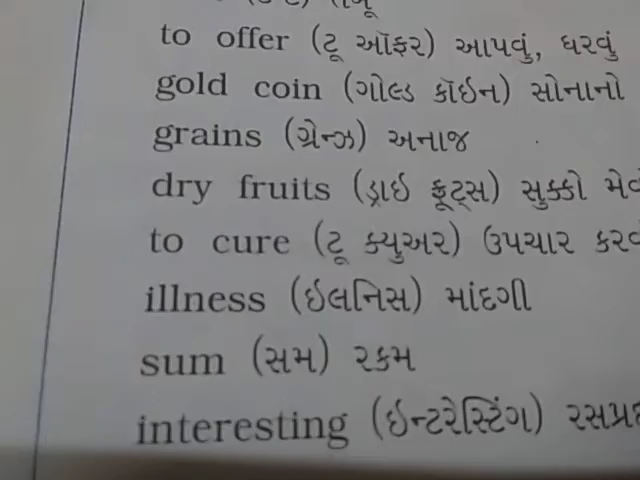 to offer (ટૂ ઑફર) આપવું, ધરવું
gold coin (ગોલ્ડ કૉઇન) સોનાનો
grains (ગ્રેન્ઝ) અનાજ
dry fruits (ડ્રાઇ ફ્રૂટ્સ) સુક્કો
to cure (ટૂ ક્યુઅર) ઉપચાર
illness (ઇલનિસ) માંદગી
sum (સમ) રકમ
interesting (ઇન્ટરેસ્ટિંગ)